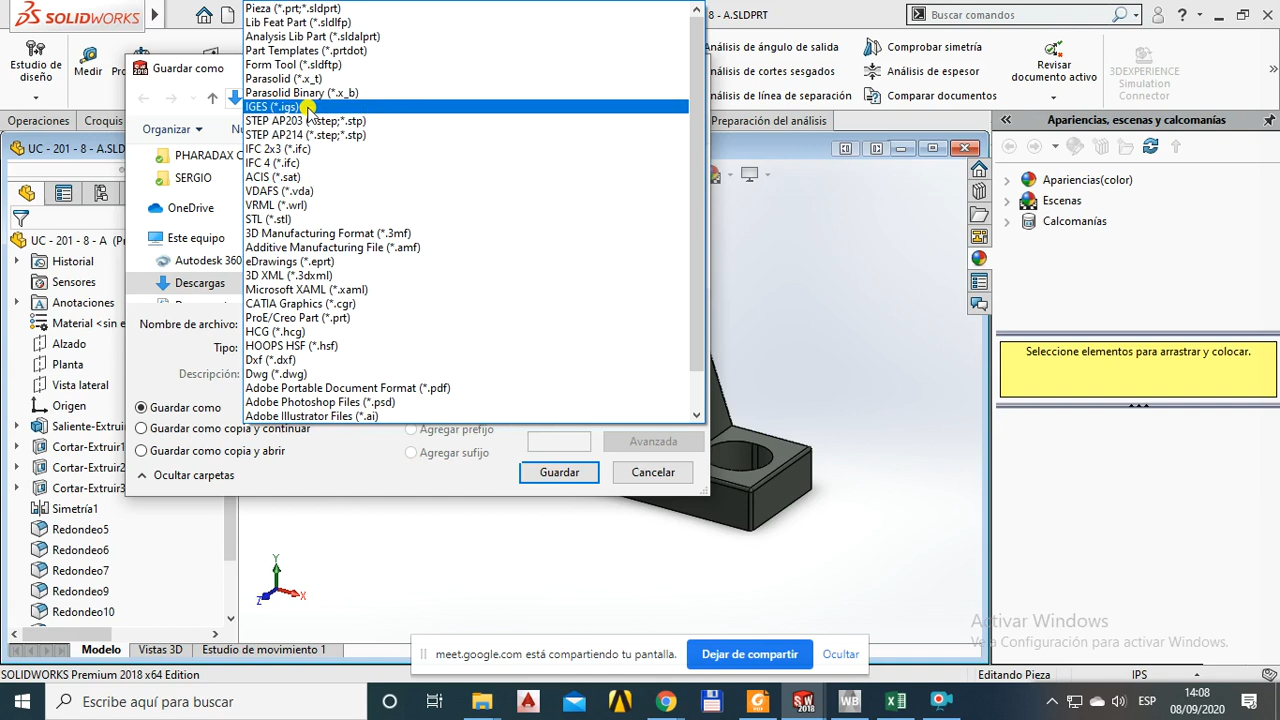 SOLIDWORKS
8 - A.SLDPRT
Buscar comandos
Estudio de
diseño
Medir
Análisis de ángulo de salida
Análisis de cortes sesgados
Análisis de línea de separación
Comprobar simetría
Análisis de espesor
Comparar documentos
Revisar
documento
activo
3DEXPERIENCE
Simulation
Connector
Operaciones
Croquis
Preparación del análisis
UC - 201 - 8 - A.SLD
UC - 201 - 8 - A (P
Historial
Sensores
Anotaciones
Material <sin e
Alzado
Planta
Vista lateral
Origen
Saliente-Extrui
Cortar-Extruir1
Cortar-Extruir2
Cortar-Extruir3
Simetría1
Redondeo5
Redondeo6
Redondeo7
Redondeo9
Redondeo10
Guardar como
Organizar
PHARADAX C
SERGIO
OneDrive
Este equipo
Autodesk 360
Descargas
Nombre de archivo:
Tipo:
Descripción:
Pieza (*.prt;*.sldprt)
Lib Feat Part (*.sldlfp)
Analysis Lib Part (*.sldalprt)
Part Templates (*.prtdot)
Form Tool (*.sldftp)
Parasolid (*.x_t)
Parasolid Binary (*.x_b)
IGES (*.igs)
STEP AP203 (*.step;*.stp)
STEP AP214 (*.step;*.stp)
IFC 2x3 (*.ifc)
IFC 4 (*.ifc)
ACIS (*.sat)
VDAFS (*.vda)
VRML (*.wrl)
STL (*.stl)
3D Manufacturing Format (*.3mf)
Additive Manufacturing File (*.amf)
eDrawings (*.eprt)
3D XML (*.3dxml)
Microsoft XAML (*.xaml)
CATIA Graphics (*.cgr)
ProE/Creo Part (*.prt)
HCG (*.hcg)
HOOPS HSF (*.hsf)
Dxf (*.dxf)
Dwg (*.dwg)
Adobe Portable Document Format (*.pdf)
Adobe Photoshop Files (*.psd)
Adobe Illustrator Files (*.ai)
Guardar como
Guardar como copia y continuar
Guardar como copia y abrir
Agregar prefijo
Agregar sufijo
Avanzada
Ocultar carpetas
Guardar
Cancelar
Apariencias, escenas y calcomanías
Apariencias(color)
Escenas
Calcomanías
Seleccione elementos para arrastrar y colocar.
Y
X
Z
Activar Windows
Ve a Configuración para activar Windows.
meet.google.com está compartiendo tu pantalla.
Dejar de compartir
Ocultar
Modelo
Vistas 3D
Estudio de movimiento 1
SOLIDWORKS Premium 2018 x64 Edition
Editando Pieza
IPS
Escribe aquí para buscar
ESP
14:08
08/09/2020